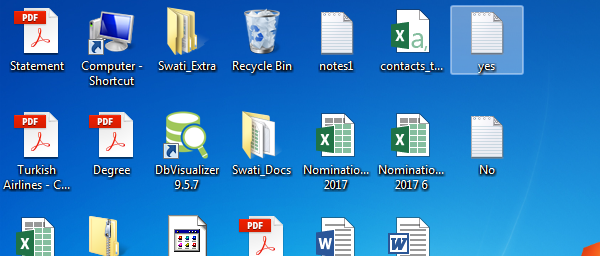 PDF
Statement
Computer -
Shortcut
Swati_Extra
Recycle Bin
notes1
a,
contacts_t...
yes
PDF
Turkish
Airlines - C...
PDF
Degree
DbVisualizer
9.5.7
Swati_Docs
Nominatio...
2017
Nominatio...
2017 6
No
PDF